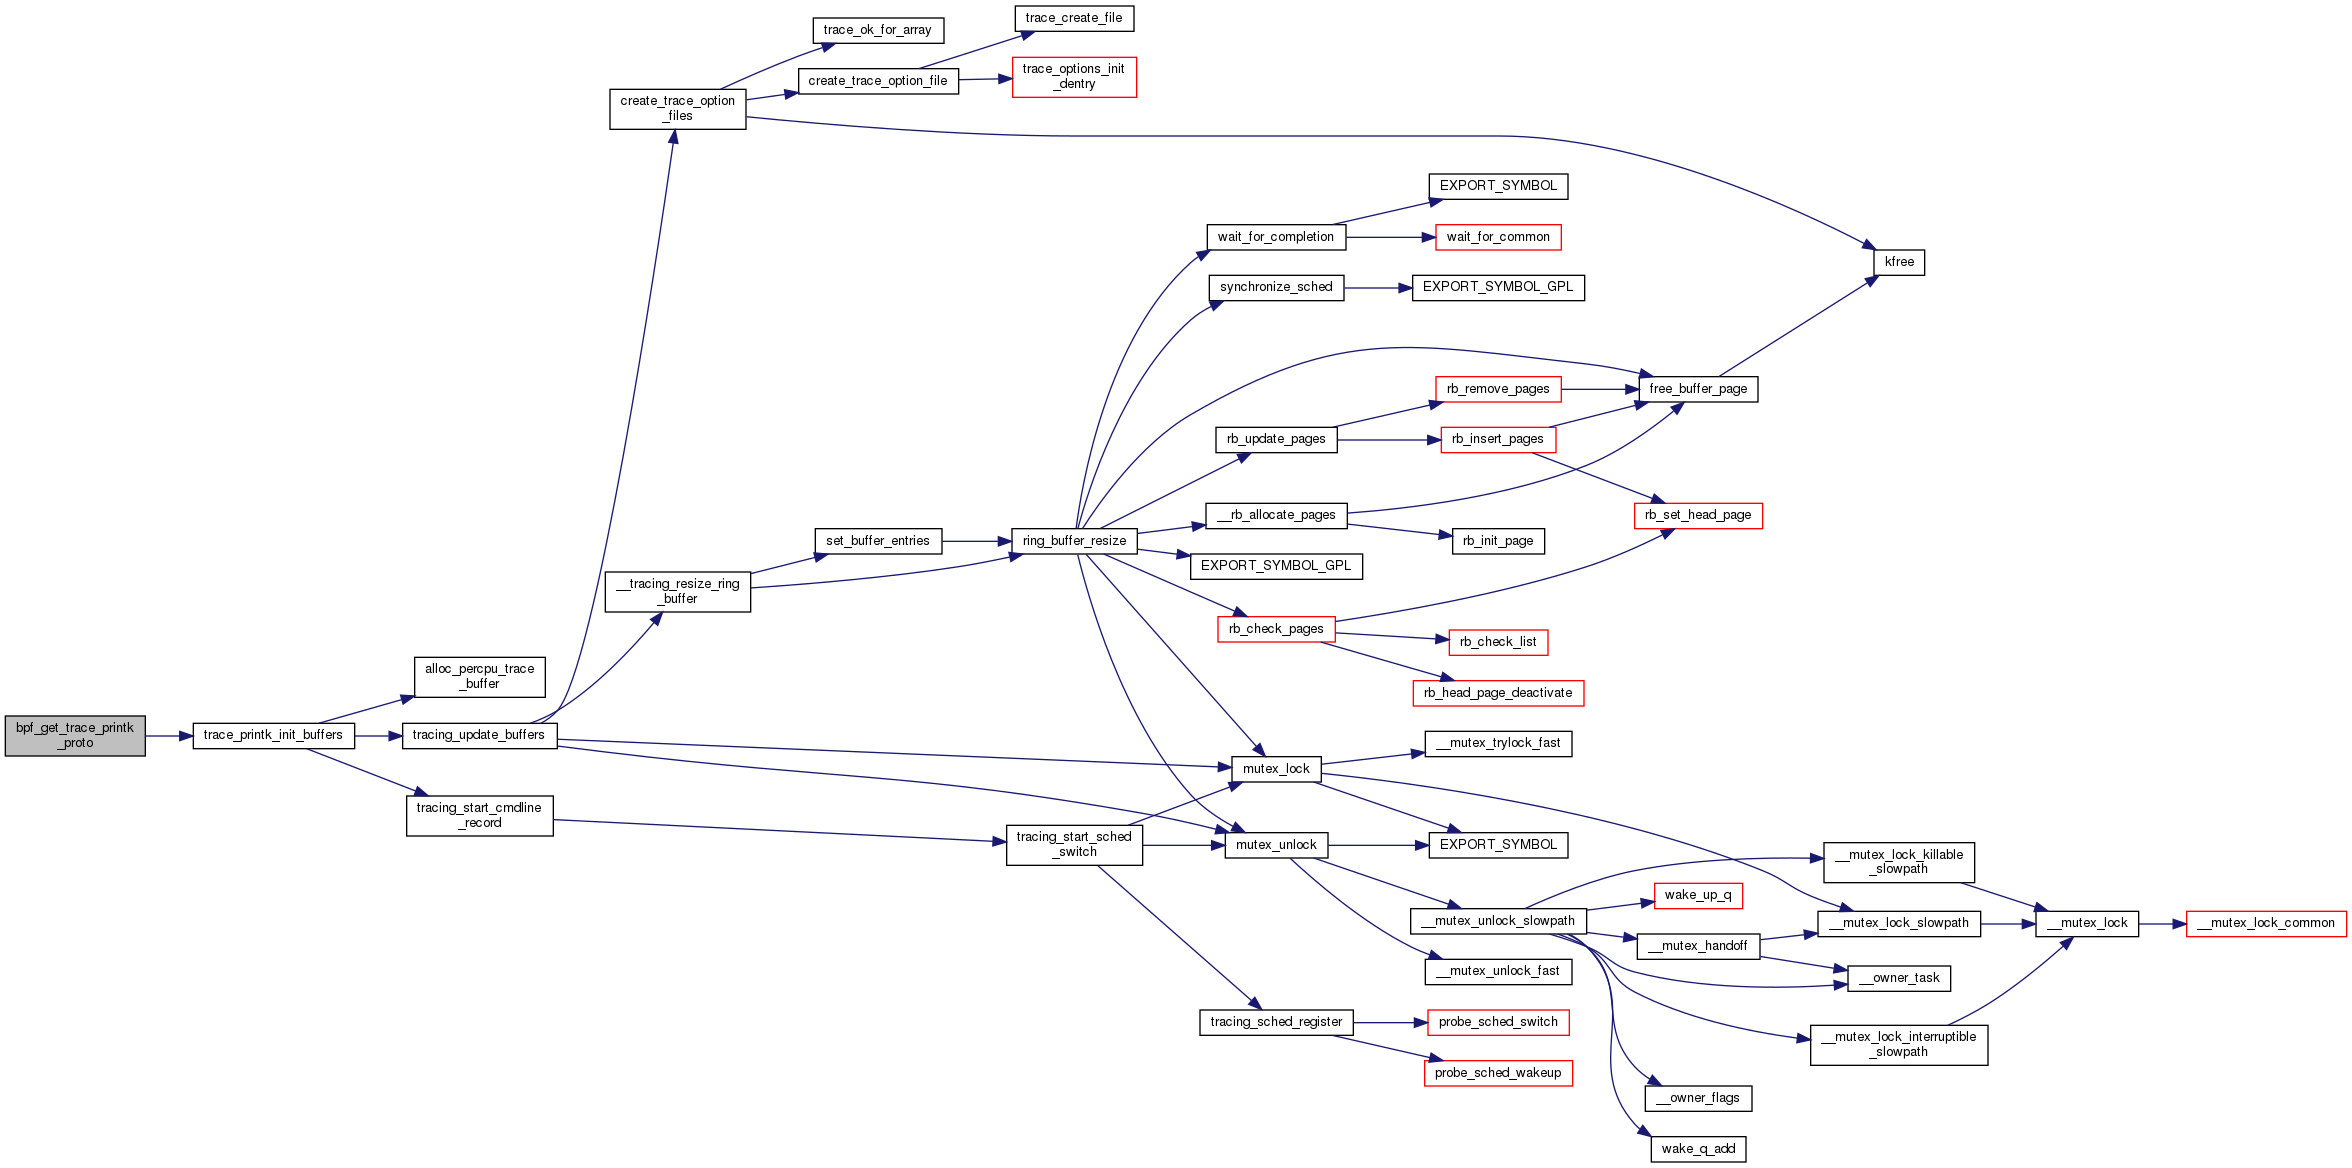 trace_create_file
trace_ok_for_array
trace_options_init
_dentry
create_trace_option_file
create_trace_option
_files
EXPORT_SYMBOL
wait_for_completion
wait_for_common
kfree
synchronize_sched
EXPORT_SYMBOL_GPL
rb_remove_pages
free_buffer_page
rb_update_pages
rb_insert_pages
__rb_allocate_pages
rb_set_head_page
set_buffer_entries
ring_buffer_resize
rb_init_page
EXPORT_SYMBOL_GPL
__tracing_resize_ring
_buffer
rb_check_pages
rb_check_list
alloc_percpu_trace
_buffer
rb_head_page_deactivate
bpf_get_trace_printk
_proto
trace_printk_init_buffers
tracing_update_buffers
__mutex_trylock_fast
mutex_lock
tracing_start_cmdline
_record
tracing_start_sched
_switch
mutex_unlock
EXPORT_SYMBOL
__mutex_lock_killable
_slowpath
wake_up_q
__mutex_unlock_slowpath
__mutex_lock_slowpath
__mutex_lock
__mutex_lock_common
__mutex_handoff
__mutex_unlock_fast
__owner_task
tracing_sched_register
probe_sched_switch
__mutex_lock_interruptible
_slowpath
probe_sched_wakeup
__owner_flags
wake_q_add